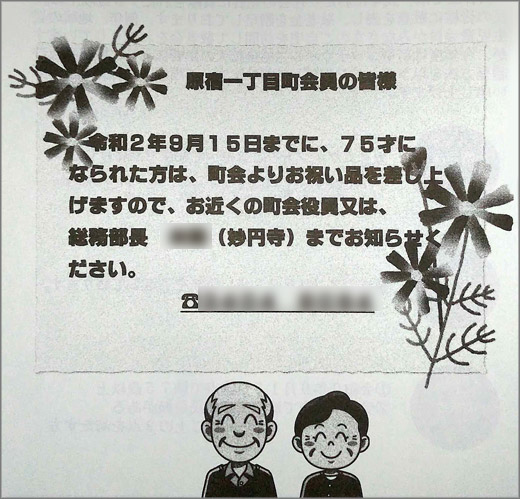 原宿一丁目町会員の皆様
令和2年9月15日までに、75才に
なられた方は、町会よりお祝い品を差し上
げますので、お近くの町会役員又は、
総務部長 （妙円寺）までお知らせく
ださい。
☎